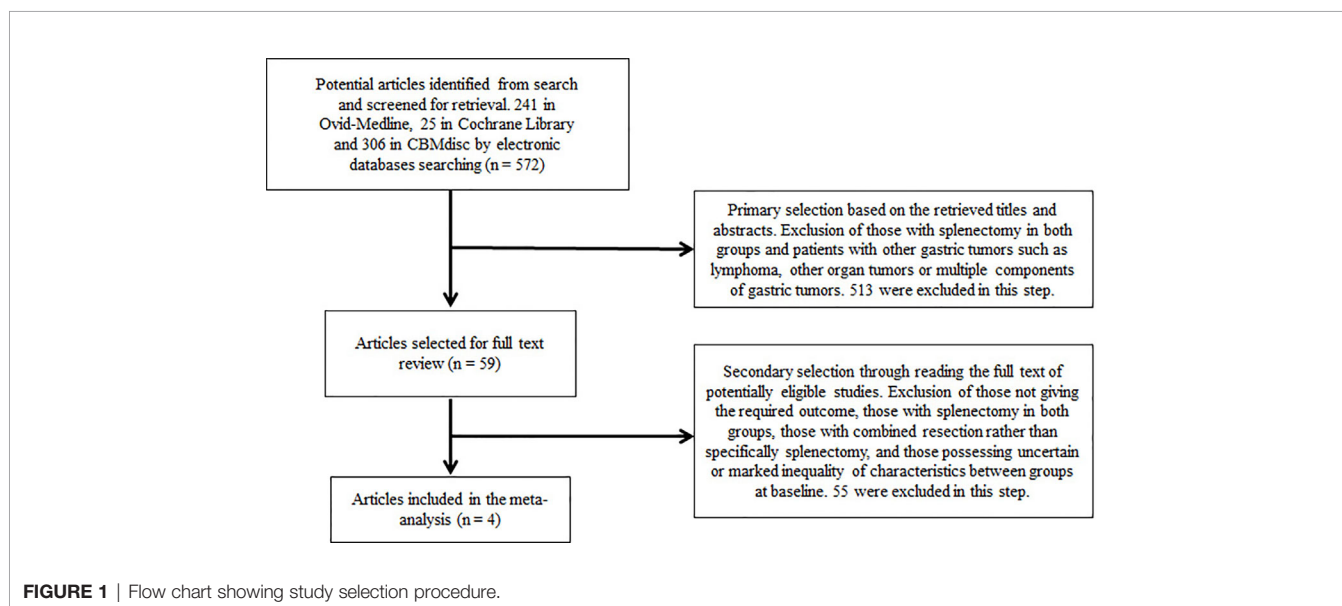 Potential articles identified from search
and screened for retrieval. 241 in
Ovid-Medline, 25 in Cochrane Library
and 306 in CBMdisc by electronic
databases searching (n = 572)
Primary selection based on the retrieved titles and
abstracts. Exclusion of those with splenectomy in both
groups and patients with other gastric tumors such as
lymphoma, other organ tumors or multiple components
of gastric tumors. 513 were excluded in this step.
Articles selected for full text
review (n = 59)
Secondary selection through reading the full text of
potentially eligible studies. Exclusion of those not giving
the required outcome, those with splenectomy in both
groups, those with combined resection rather than
specifically splenectomy, and those possessing uncertain
or marked inequality of characteristics between groups
at baseline. 55 were excluded in this step.
Articles included in the meta-
analysis (n = 4)
FIGURE 1 | Flow chart showing study selection procedure.